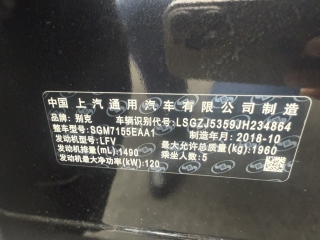 中国 上汽通用汽车有限公司 制造
品牌: 别克 车辆识别代号: LSGZJ5359JH234864
整车型号: SGM7155EAA1 制造年月: 2018-10
发动机型号: LFV 最大允许总质量(kg): 1960
发动机排量(mL): 1490 乘坐人数: 5
发动机最大净功率(kW): 120